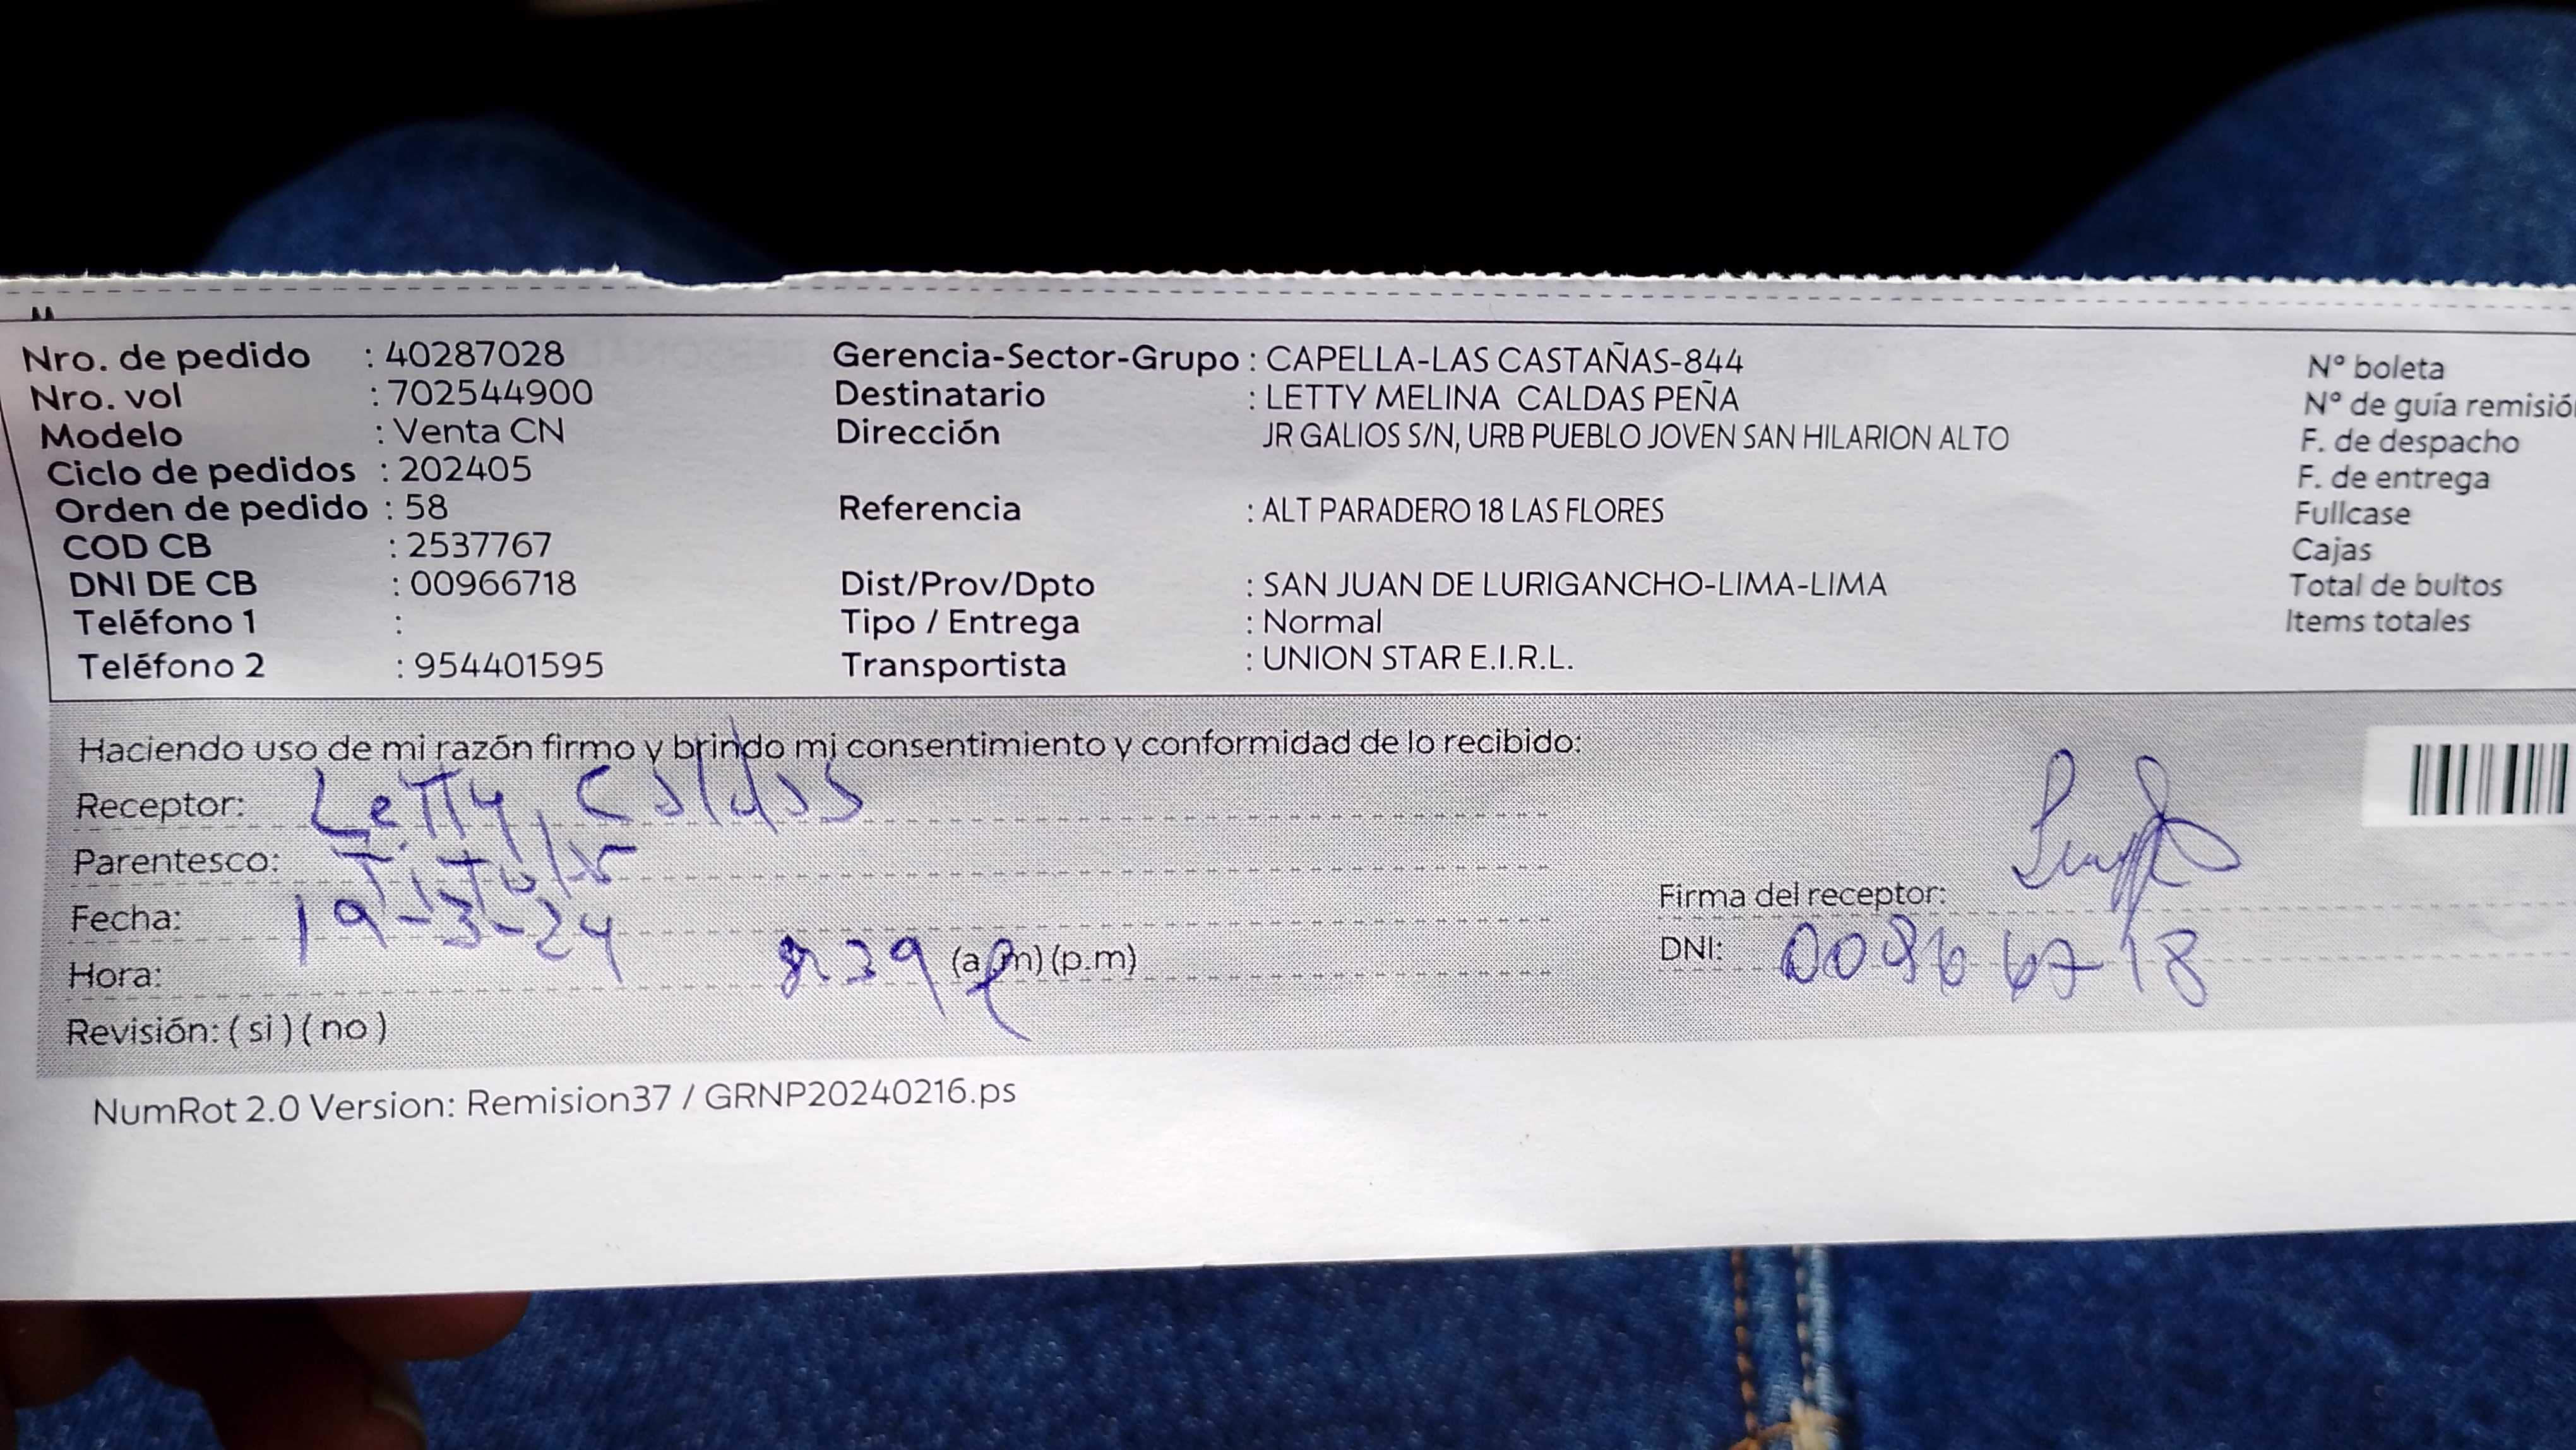 Nro. de pedido : 40287028 Gerencia-Sector-Grupo : CAPELLA-LAS CASTAÑAS-844 N° boleta
Nro. vol : 702544900 Destinatario : LETTY MELINA CALDAS PEÑA N° de guía
Modelo : Venta CN Dirección JR GALIOS S/N, URB PUEBLO JOVEN SAN HILARION ALTO F. de despacho
Ciclo de pedidos : 202405 F. de entrega
Orden de pedido : 58 Referencia : ALT PARADERO 18 LAS FLORES Fullcase
COD CB : 2537767 Cajas
DNI DE CB : 00966718 Dist/Prov/Dpto : SAN JUAN DE LURIGANCHO-LIMA-LIMA Total de bultos
Teléfono 1 : Tipo / Entrega : Normal Items totales
Teléfono 2 : 954401595 Transportista : UNION STAR E.I.R.L.
Haciendo uso de mi razón firmo y brindo mi consentimiento y conformidad de lo recibido:
Receptor: Letty Caldas
Parentesco: Titular
Fecha: 19-3-24 Firma del receptor:
Hora: (a.m) (p.m) DNI: 00966718
Revisión: ( si ) ( no )
NumRot 2.0 Version: Remision37 / GRNP20240216.ps